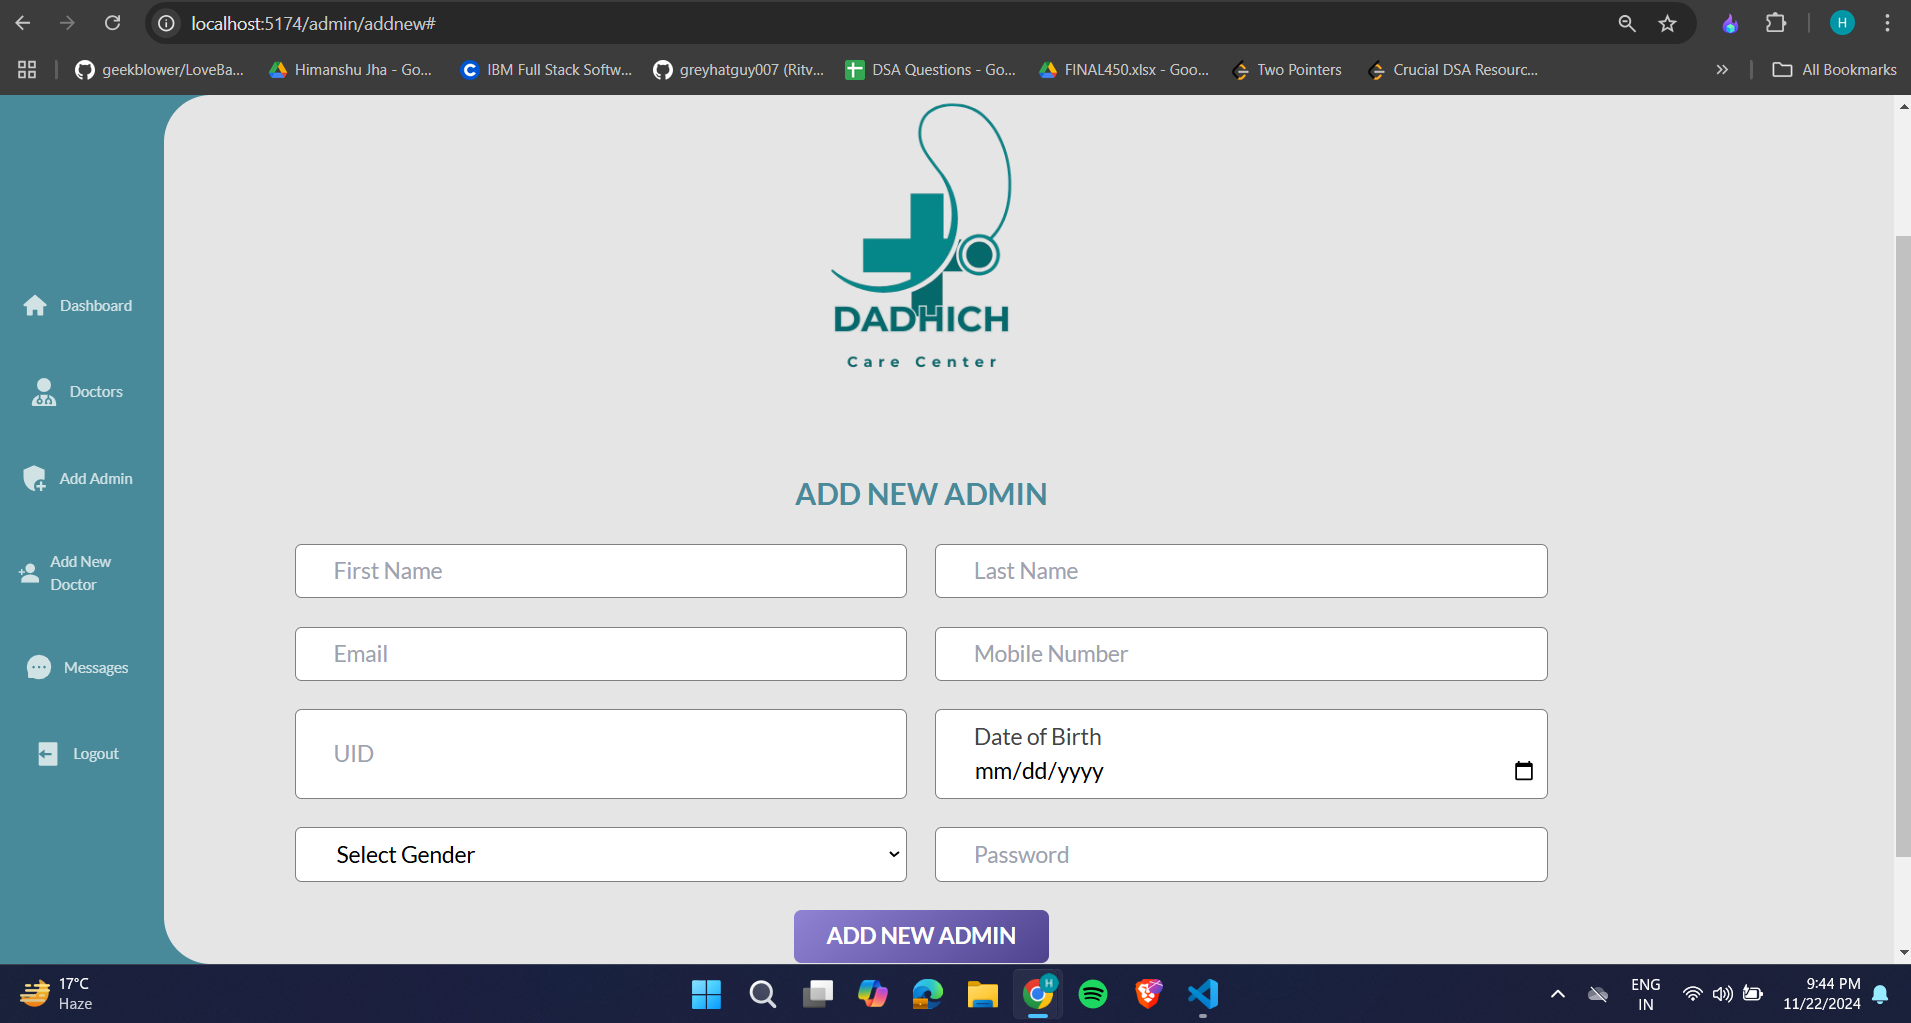 localhost:5174/admin/addnew#
H
geekblower/LoveBa...
Himanshu Jha - Go...
IBM Full Stack Softw...
greyhatguy007 (Ritv...
DSA Questions - Go...
FINAL450.xlsx - Goo...
Two Pointers
Crucial DSA Resourc...
All Bookmarks
DADHICH
Care Center
Dashboard
Doctors
Add Admin
Add New
Doctor
Messages
Logout
ADD NEW ADMIN
First Name
Last Name
Email
Mobile Number
UID
Date of Birth
mm/dd/yyyy
Select Gender
Password
ADD NEW ADMIN
17°C
Haze
H
ENG
IN
9:44 PM
11/22/2024